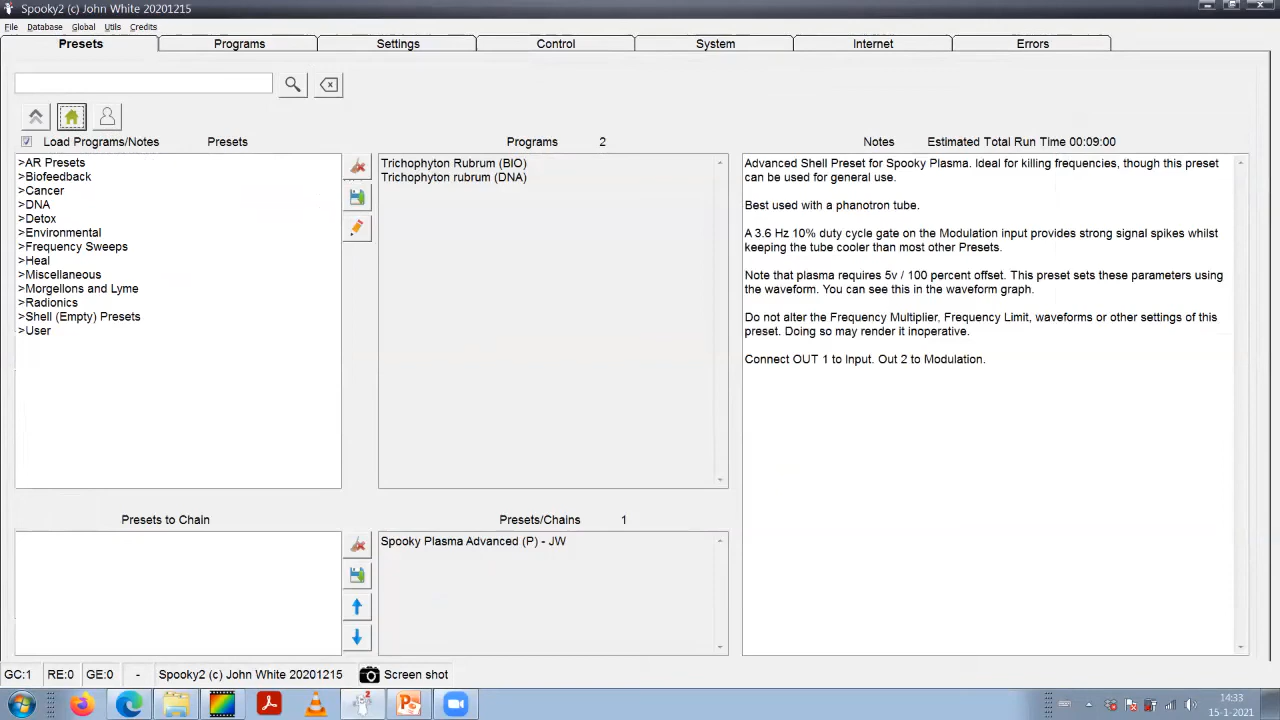 Spooky2 (c) John White 20201215
File Database Global Utils Credits
Presets Programs Settings Control System Internet Errors
Load Programs/Notes Presets Programs 2 Notes Estimated Total Run Time 00:09:00
>AR Presets
>Biofeedback
>Cancer
>DNA
>Detox
>Environmental
>Frequency Sweeps
>Heal
>Miscellaneous
>Morgellons and Lyme
>Radionics
>Shell (Empty) Presets
>User
Trichophyton Rubrum (BIO)
Trichophyton rubrum (DNA)
Advanced Shell Preset for Spooky Plasma. Ideal for killing frequencies, though this preset
can be used for general use.
Best used with a phanotron tube.
A 3.6 Hz 10% duty cycle gate on the Modulation input provides strong signal spikes whilst
keeping the tube cooler than most other Presets.
Note that plasma requires 5v / 100 percent offset. This preset sets these parameters using
the waveform. You can see this in the waveform graph.
Do not alter the Frequency Multiplier, Frequency Limit, waveforms or other settings of this
preset. Doing so may render it inoperative.
Connect OUT 1 to Input. Out 2 to Modulation.
Presets to Chain Presets/Chains 1
Spooky Plasma Advanced (P) - JW
GC:1 RE:0 GE:0 - Spooky2 (c) John White 20201215 Screen shot
14:33
15-1-2021